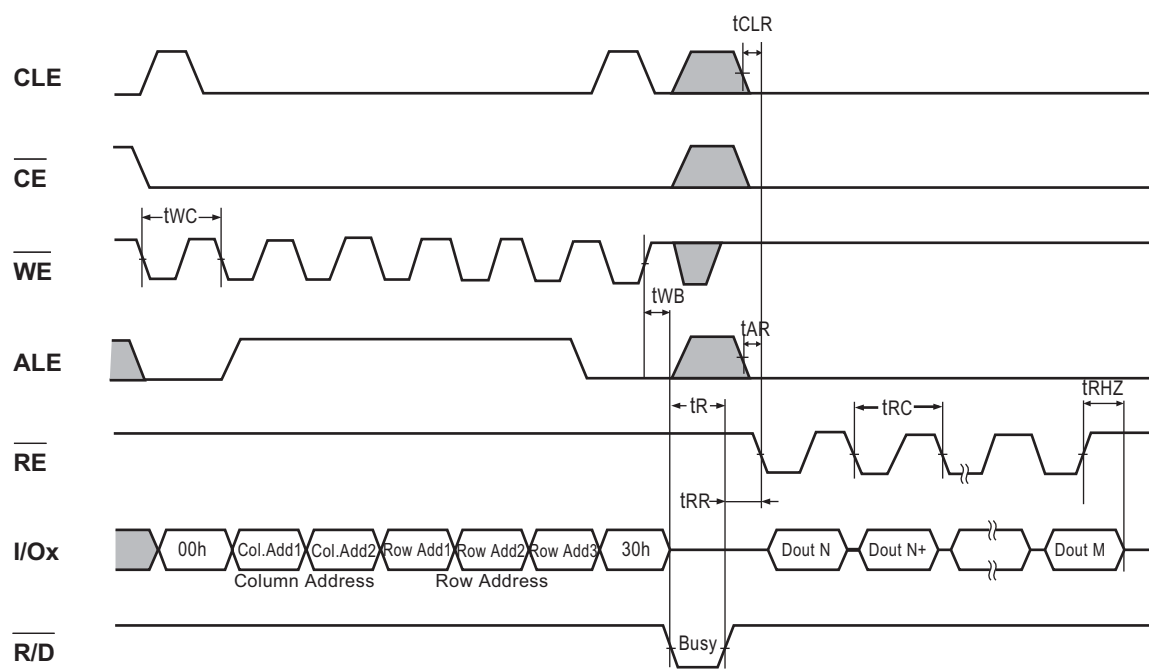 tCLR
CLE
CE
tWC
WE
tWB
tAR
ALE
tR
tRC
tRHZ
RE
tRR
I/Ox
00h
Col.Add1
Col.Add2
Row Add1
Row Add2
Row Add3
30h
Dout N
Dout N+
Dout M
Column Address
Row Address
R/D
Busy